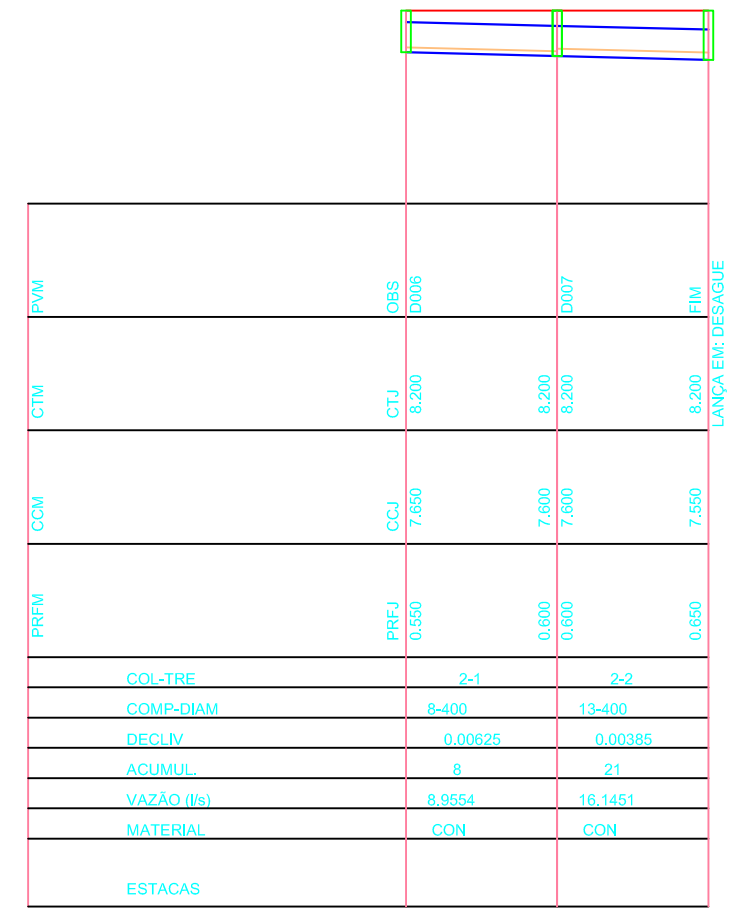 PVM OBS D006 D007 FIM
LANÇA EM: DESAGUE
CTM CTJ 8.200 8.200 8.200 8.200
CCM CCJ 7.650 7.600 7.600 7.550
PRFM PRFJ 0.550 0.600 0.600 0.650
COL-TRE 2-1 2-2
COMP-DIAM 8-400 13-400
DECLIV 0.00625 0.00385
ACUMUL. 8 21
VAZÃO (l/s) 8.9554 16.1451
MATERIAL CON CON
ESTACAS